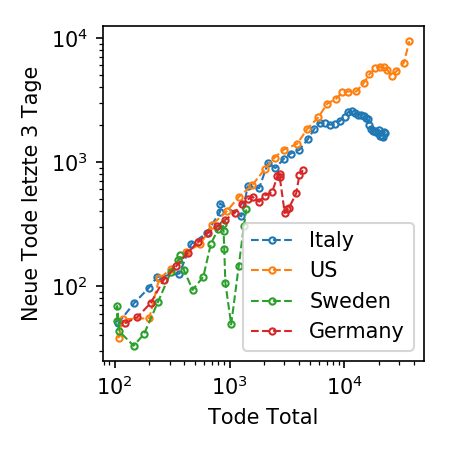 10⁴
10³
10²
Neue Tode letzte 3 Tage
Italy
US
Sweden
Germany
10² 10³ 10⁴
Tode Total